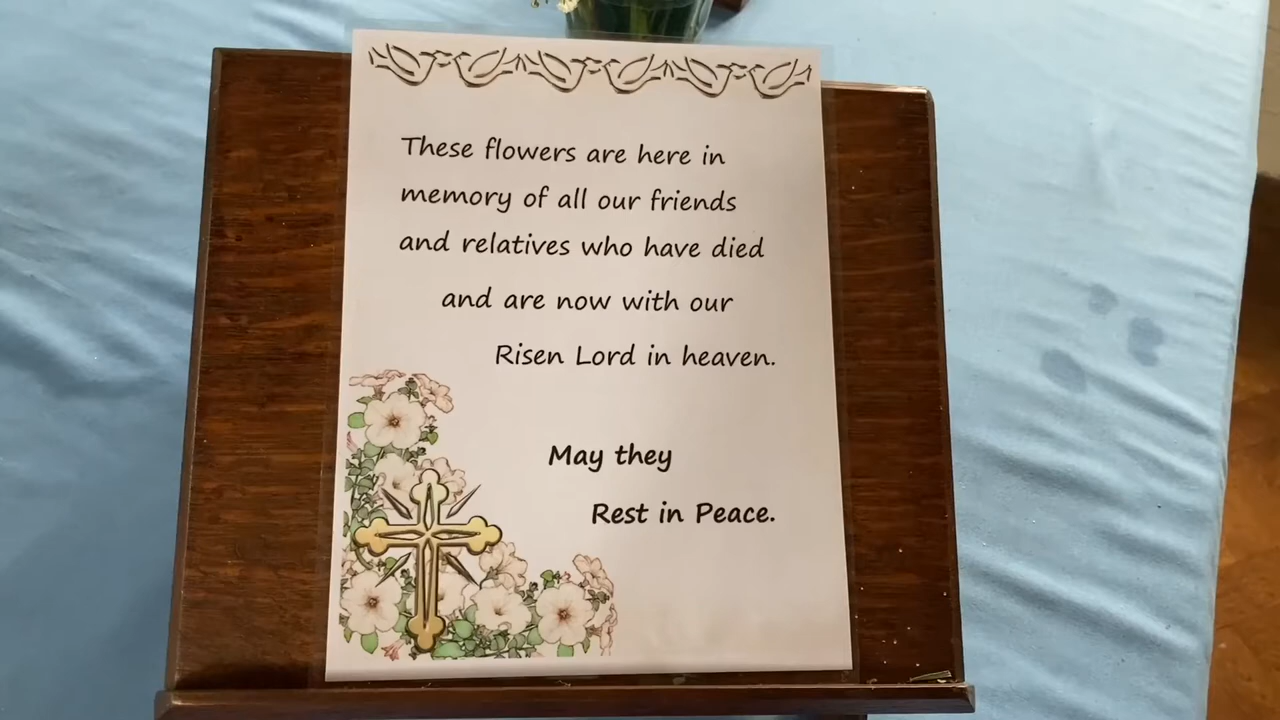 These flowers are here in
memory of all our friends
and relatives who have died
and are now with our
Risen Lord in heaven.
May they
Rest in Peace.